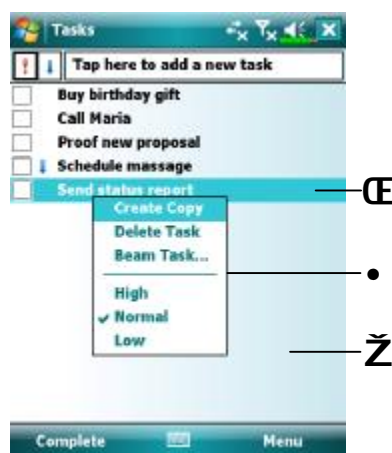 Tasks
! ↓ Tap here to add a new task
Buy birthday gift
Call Maria
Proof new proposal
↓ Schedule massage
Send status report
Œ
Create Copy
Delete Task
Beam Task...
•
High
Normal
Ž
Low
Complete Menu